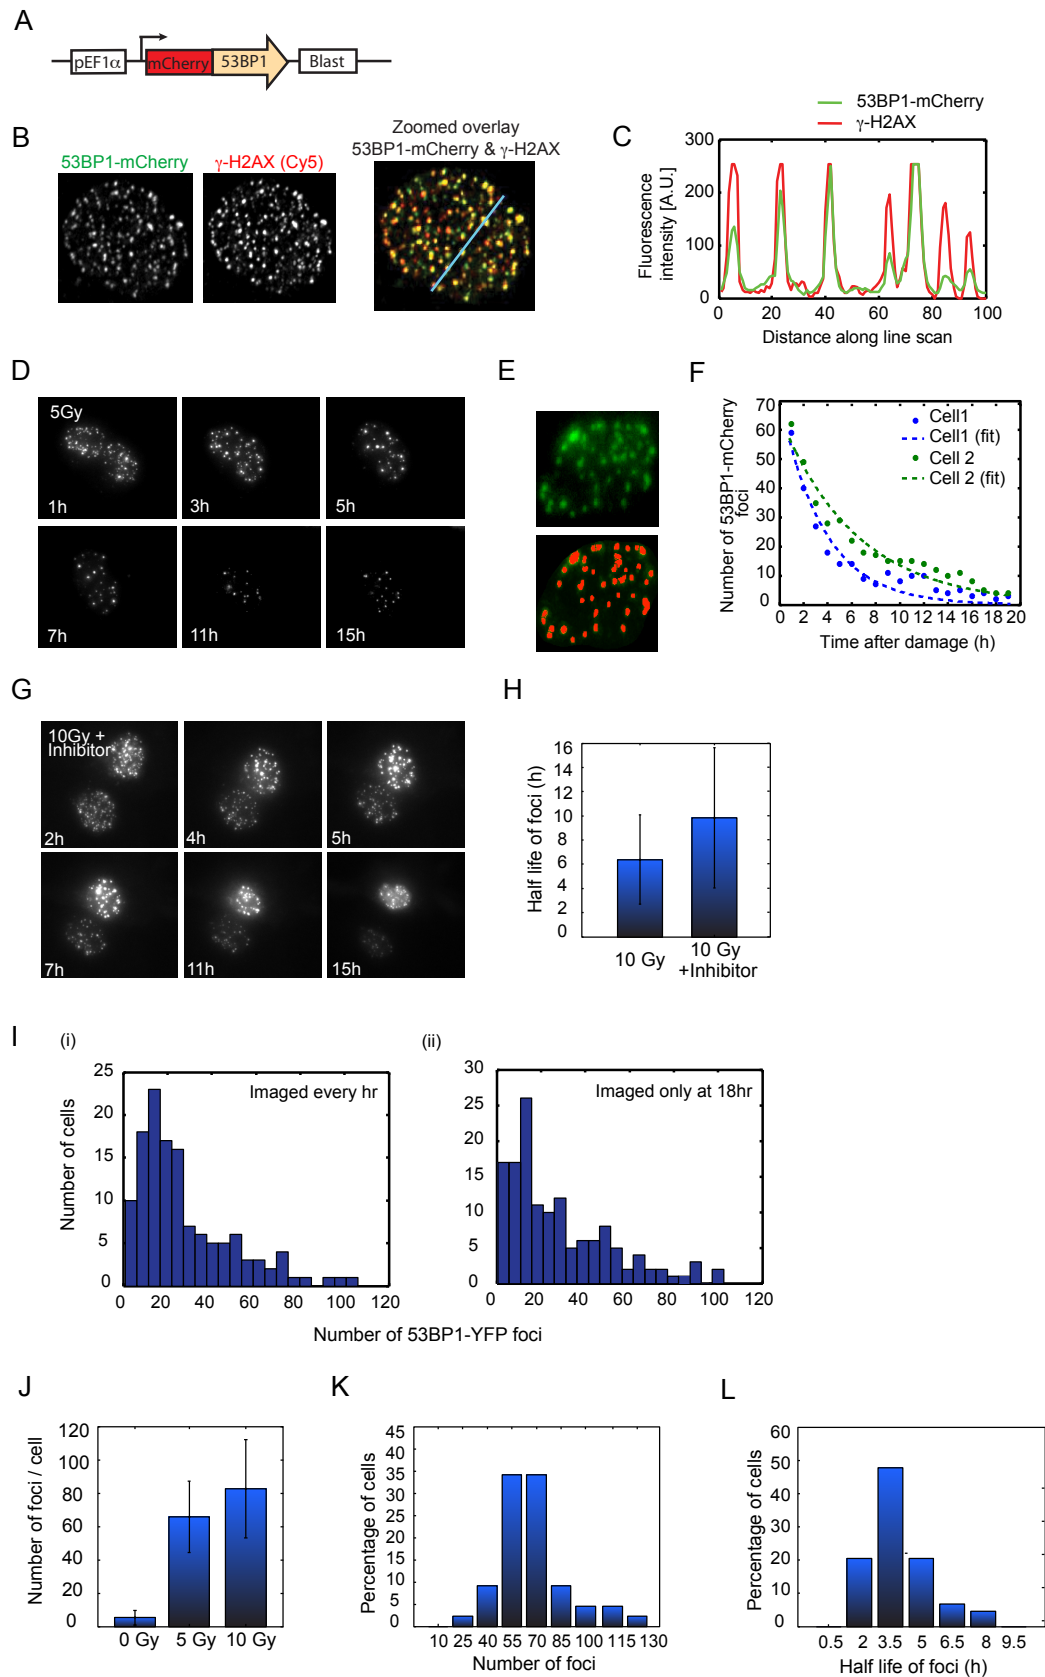 A
pEF1α
mCherry
53BP1
Blast
B
53BP1-mCherry
γ-H2AX (Cy5)
Zoomed overlay
53BP1-mCherry & γ-H2AX
C
53BP1-mCherry
γ-H2AX
Fluorescence
intensity [A.U.]
300
200
100
0
0 20 40 60 80 100
Distance along line scan
D
5Gy
1h
3h
5h
7h
11h
15h
E
F
Number of 53BP1-mCherry
foci
70
60
50
40
30
20
10
0
Cell1
Cell1 (fit)
Cell 2
Cell 2 (fit)
0 2 4 6 8 10 12 14 16 18 20
Time after damage (h)
G
10Gy +
Inhibitor
2h
4h
5h
7h
11h
15h
H
Half life of foci (h)
16
14
12
10
8
6
4
2
0
10 Gy
10 Gy
+Inhibitor
I
(i)
Number of cells
25
20
15
10
5
0
Imaged every hr
0 20 40 60 80 100 120
(ii)
30
25
20
15
10
5
0
Imaged only at 18hr
0 20 40 60 80 100 120
Number of 53BP1-YFP foci
J
Number of foci / cell
120
100
80
60
40
20
0
0 Gy 5 Gy 10 Gy
K
Percentage of cells
45
40
35
30
25
20
15
10
5
0
10 25 40 55 70 85 100 115 130
Number of foci
L
Percentage of cells
60
50
40
30
20
10
0
0.5 2 3.5 5 6.5 8 9.5
Half life of foci (h)